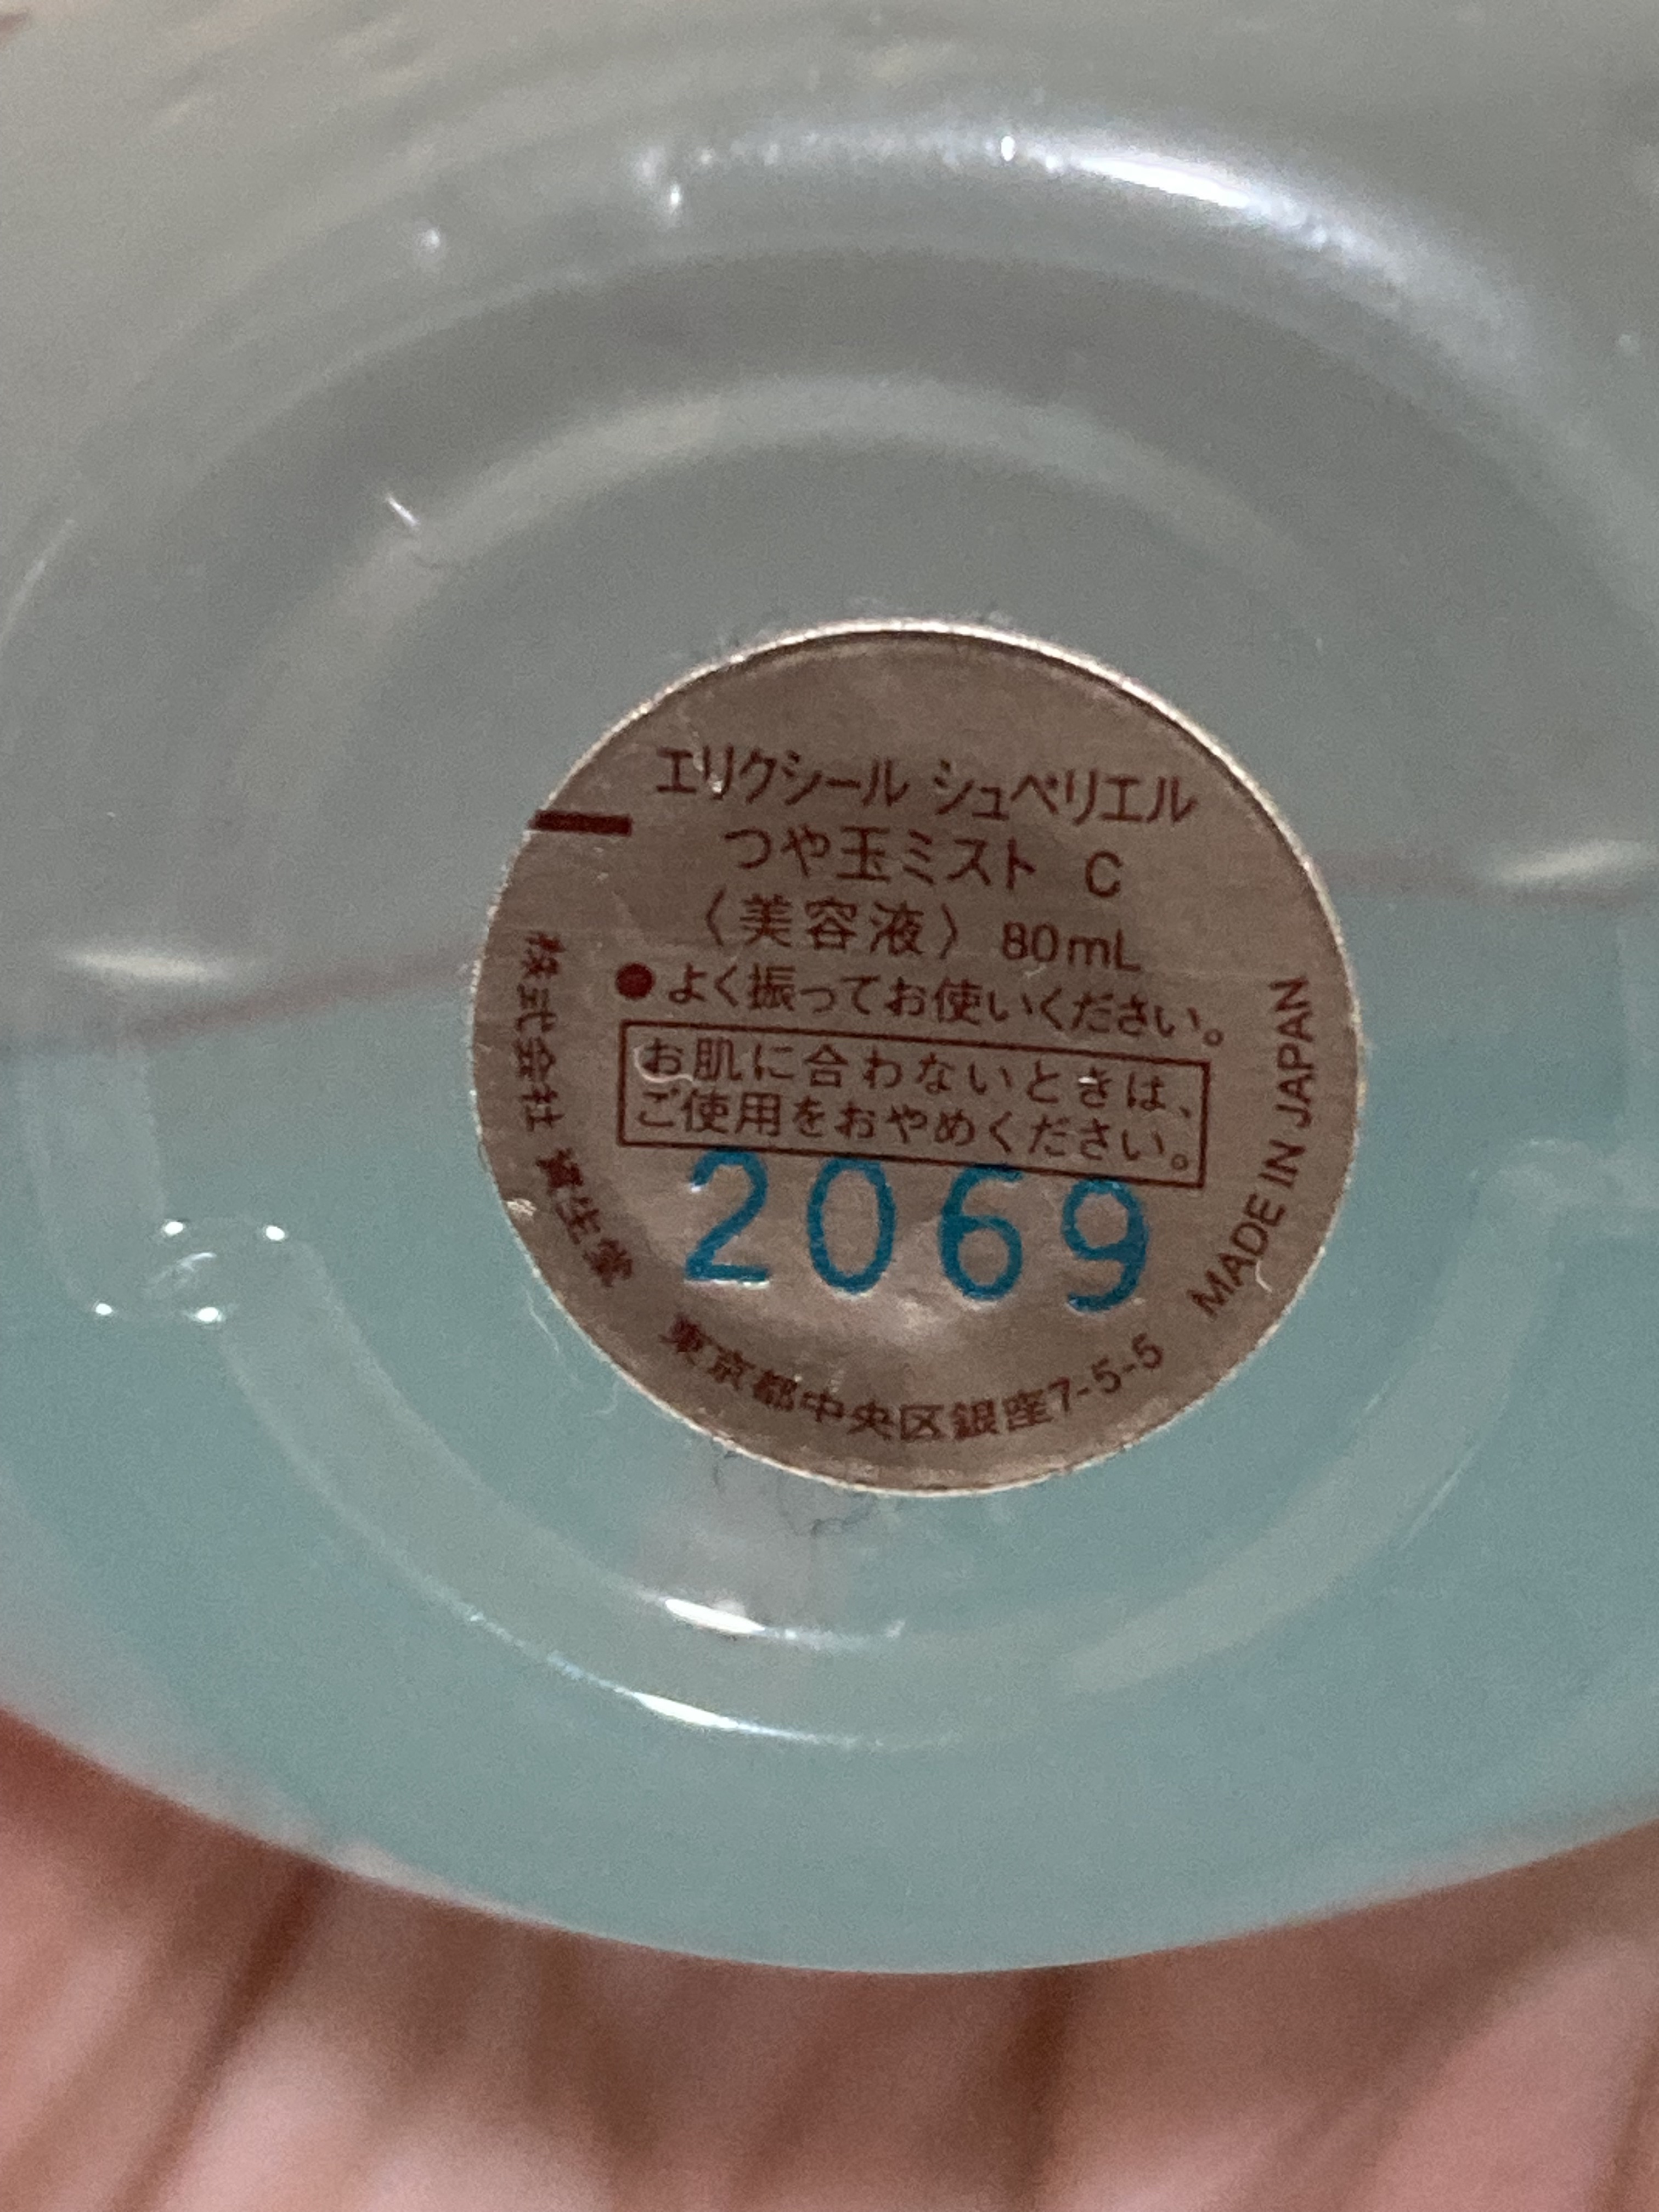 エリクシール シュペリエル
つや玉ミスト C
〈美容液〉 80mL
●よく振ってお使いください。
お肌に合わないときは、
ご使用をおやめください。
2069
株式会社 資生堂
東京都中央区銀座7-5-5
MADE IN JAPAN